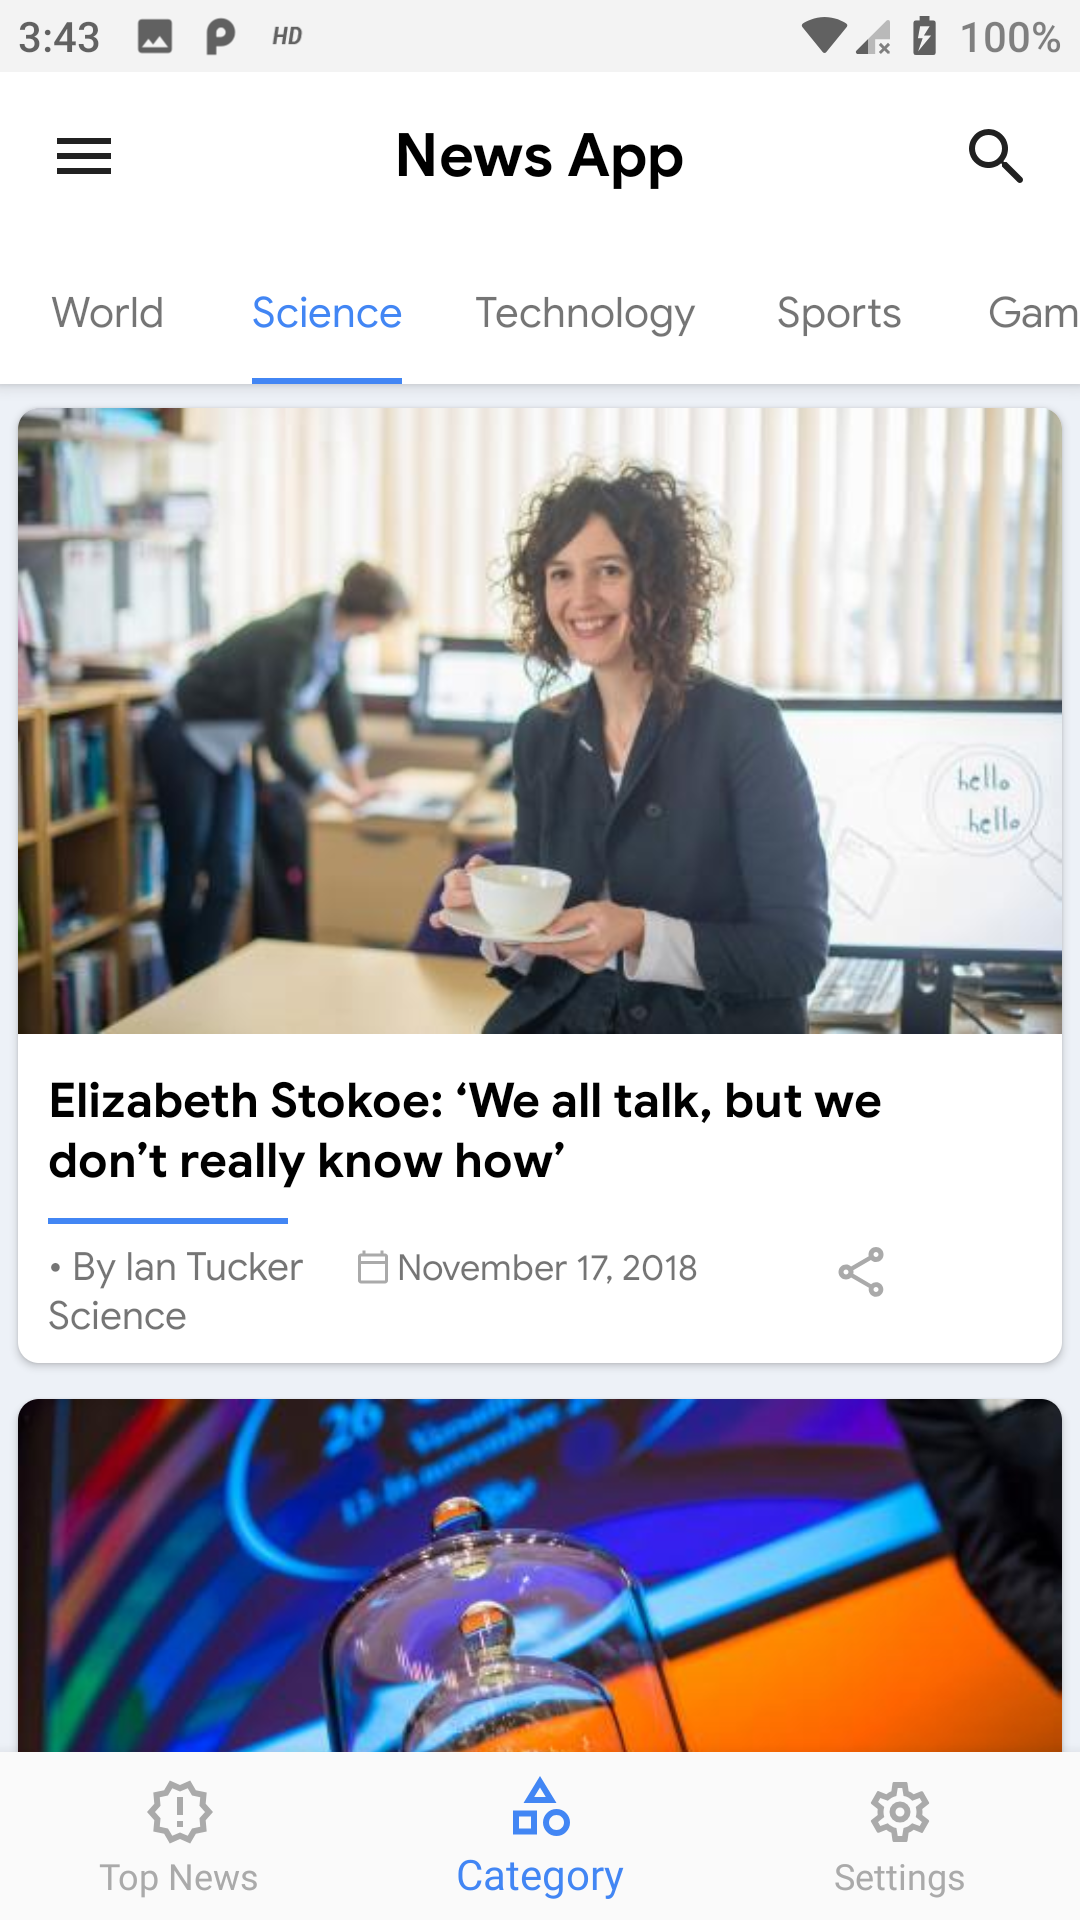 3:43 HD 100%
News App
World Science Technology Sports Gam
hello
hello
Elizabeth Stokoe: ‘We all talk, but we
don’t really know how’
• By Ian Tucker November 17, 2018
Science
26
Top News Category Settings